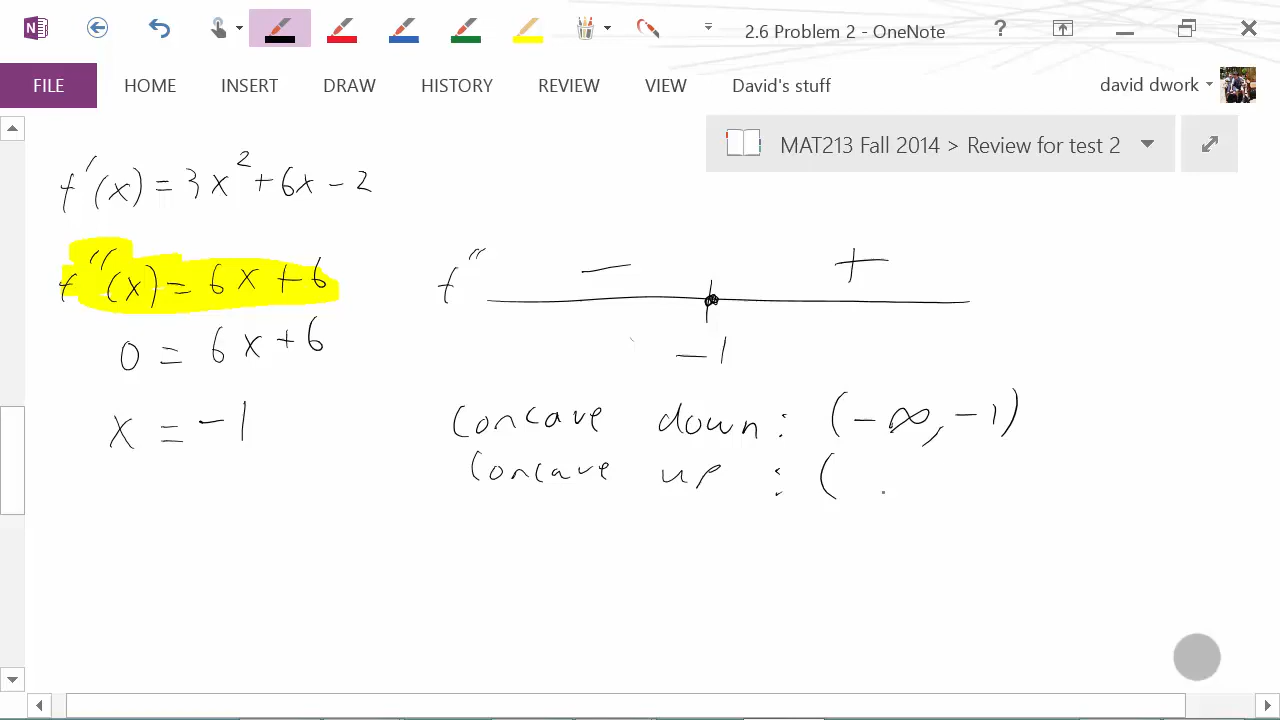 2.6 Problem 2 - OneNote
?
FILE HOME INSERT DRAW HISTORY REVIEW VIEW David's stuff
david dwork
MAT213 Fall 2014 > Review for test 2
f'(x) = 3x² + 6x - 2
f''(x) = 6x + 6
f'' - +
0 = 6x + 6
-1
x = -1
concave down : (-∞, -1)
concave up : (